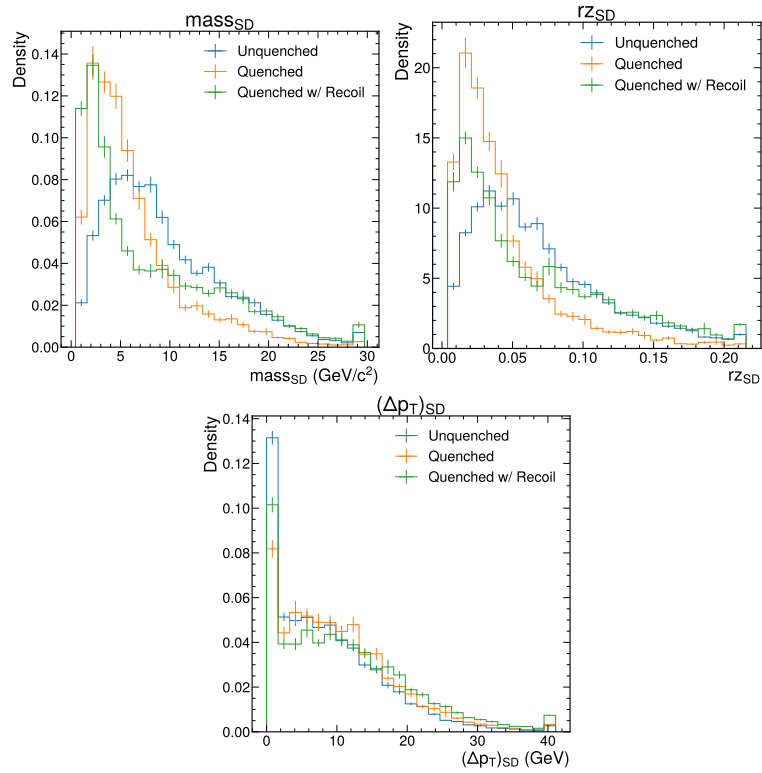 mass_SD
Density
0.14
0.12
0.10
0.08
0.06
0.04
0.02
0.00
Unquenched
Quenched
Quenched w/ Recoil
0
5
10
15
20
25
30
mass_SD (GeV/c²)
rz_SD
Density
20
15
10
5
0
Unquenched
Quenched
Quenched w/ Recoil
0.00
0.05
0.10
0.15
0.20
rz_SD
(Δp_T)_SD
Density
0.14
0.12
0.10
0.08
0.06
0.04
0.02
0.00
Unquenched
Quenched
Quenched w/ Recoil
0
10
20
30
40
(Δp_T)_SD (GeV)